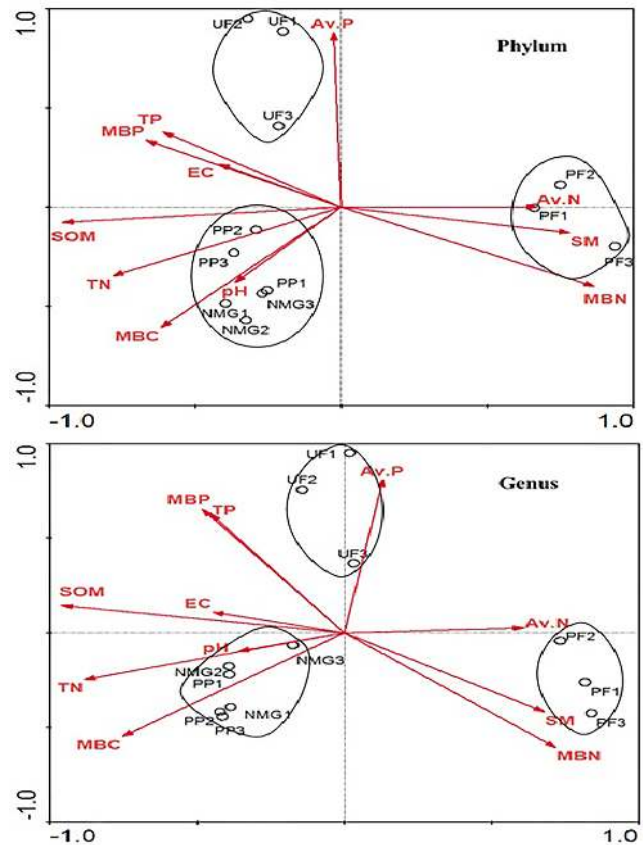 1.0
UF2 UF1 Av.P
Phylum
UF3
TP
MBP
EC
PF2
Av.N
PF1
SOM
SM
PP2
PF3
PP3
TN
pH PP1
MBN
NMG1 NMG3
MBC
NMG2
-1.0
-1.0 1.0
1.0
UF1
Av.P
UF2
Genus
MBP TP
UF3
SOM
EC
Av.N
PF2
pH
NMG3
NMG2
TN
PP1
PF1
NMG1
SM
PF3
PP2
PP3
MBC
MBN
-1.0
-1.0 1.0